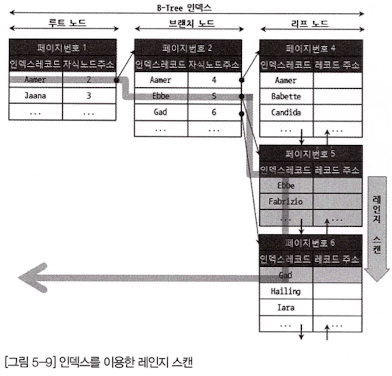 B-Tree 인덱스
루트 노드
브랜치 노드
리프 노드
페이지번호 1
인덱스레코드 자식노드주소
Aamer 2
Jaana 3
... ...
페이지번호 2
인덱스레코드 자식노드주소
Aamer 4
Ebbe 5
Gad 6
... ...
페이지번호 4
인덱스레코드 레코드 주소
Aamer
Babette
Candida
... ...
페이지번호 5
인덱스레코드 레코드 주소
Ebbe
Fabrizio
... ...
페이지번호 6
인덱스레코드 레코드 주소
Gad
Hailing
Iara
... ...
레인지 스캔
[그림 5-9] 인덱스를 이용한 레인지 스캔